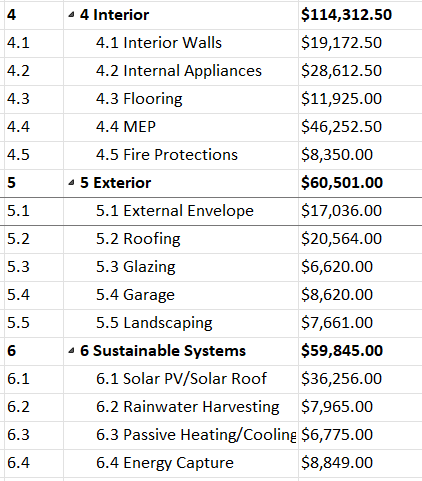 4 4 Interior $114,312.50
4.1 4.1 Interior Walls $19,172.50
4.2 4.2 Internal Appliances $28,612.50
4.3 4.3 Flooring $11,925.00
4.4 4.4 MEP $46,252.50
4.5 4.5 Fire Protections $8,350.00
5 5 Exterior $60,501.00
5.1 5.1 External Envelope $17,036.00
5.2 5.2 Roofing $20,564.00
5.3 5.3 Glazing $6,620.00
5.4 5.4 Garage $8,620.00
5.5 5.5 Landscaping $7,661.00
6 6 Sustainable Systems $59,845.00
6.1 6.1 Solar PV/Solar Roof $36,256.00
6.2 6.2 Rainwater Harvesting $7,965.00
6.3 6.3 Passive Heating/Cooling $6,775.00
6.4 6.4 Energy Capture $8,849.00